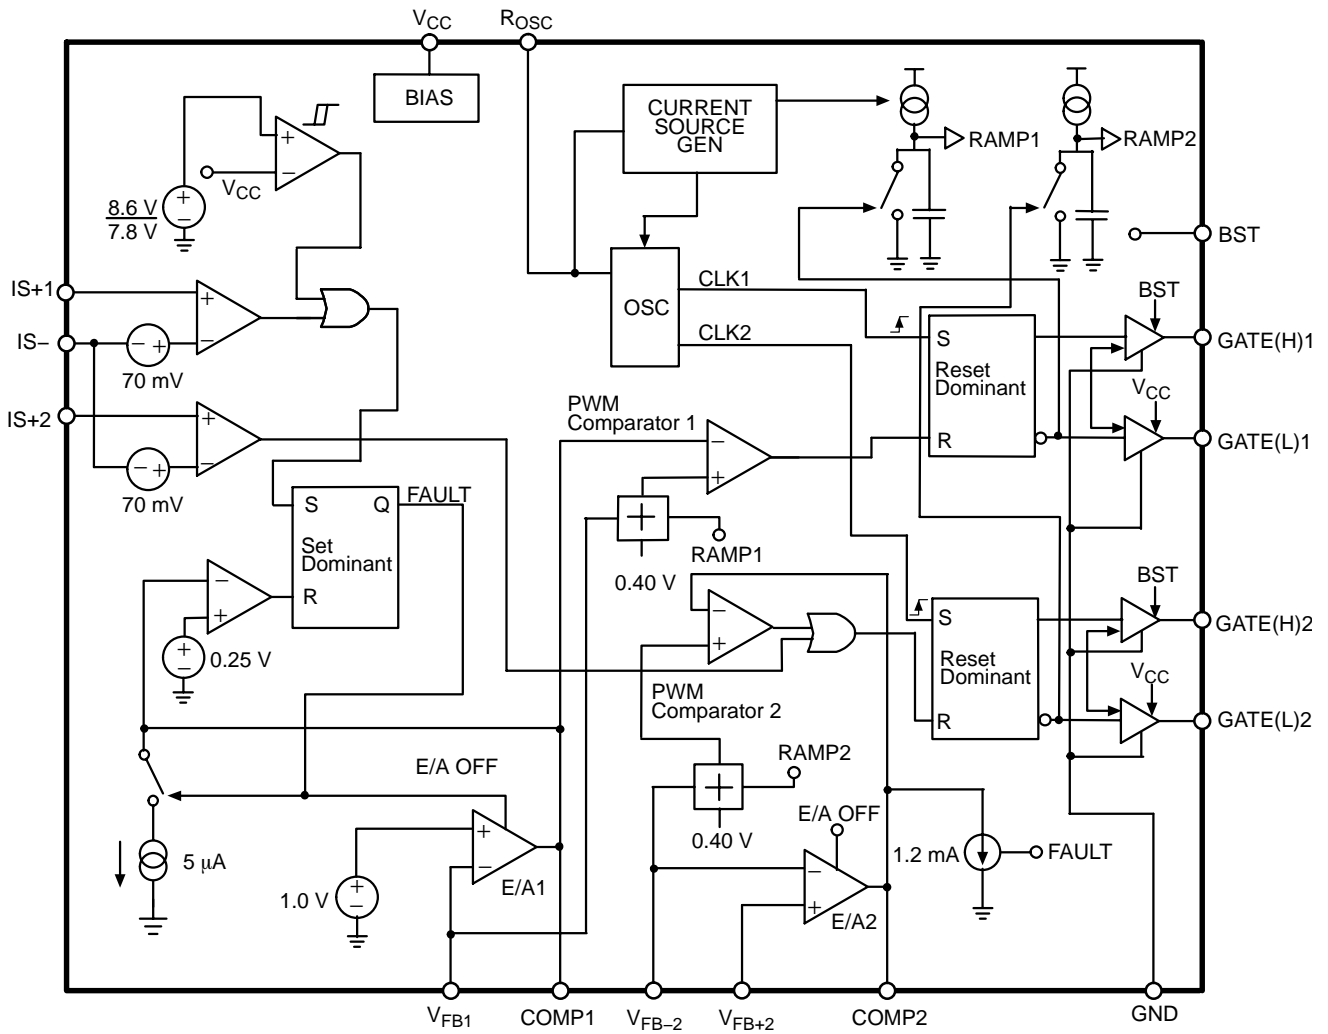 VCC
ROSC
BIAS
CURRENT
SOURCE
GEN
RAMP1
RAMP2
+
−
VCC
8.6 V
7.8 V
+
−
BST
IS+1
IS−
IS+2
+
−
− +
70 mV
+
−
− +
70 mV
OSC
CLK1
CLK2
S
Reset
Dominant
R
BST
GATE(H)1
VCC
GATE(L)1
PWM
Comparator 1
−
+
+
RAMP1
0.40 V
S
Q
FAULT
Set
Dominant
R
−
+
+
−
0.25 V
−
+
PWM
Comparator 2
S
Reset
Dominant
R
BST
GATE(H)2
VCC
GATE(L)2
RAMP2
+
0.40 V
E/A OFF
E/A OFF
5 μA
+
−
E/A1
+
−
1.0 V
−
+
E/A2
1.2 mA
FAULT
VFB1
COMP1
VFB−2
VFB+2
COMP2
GND